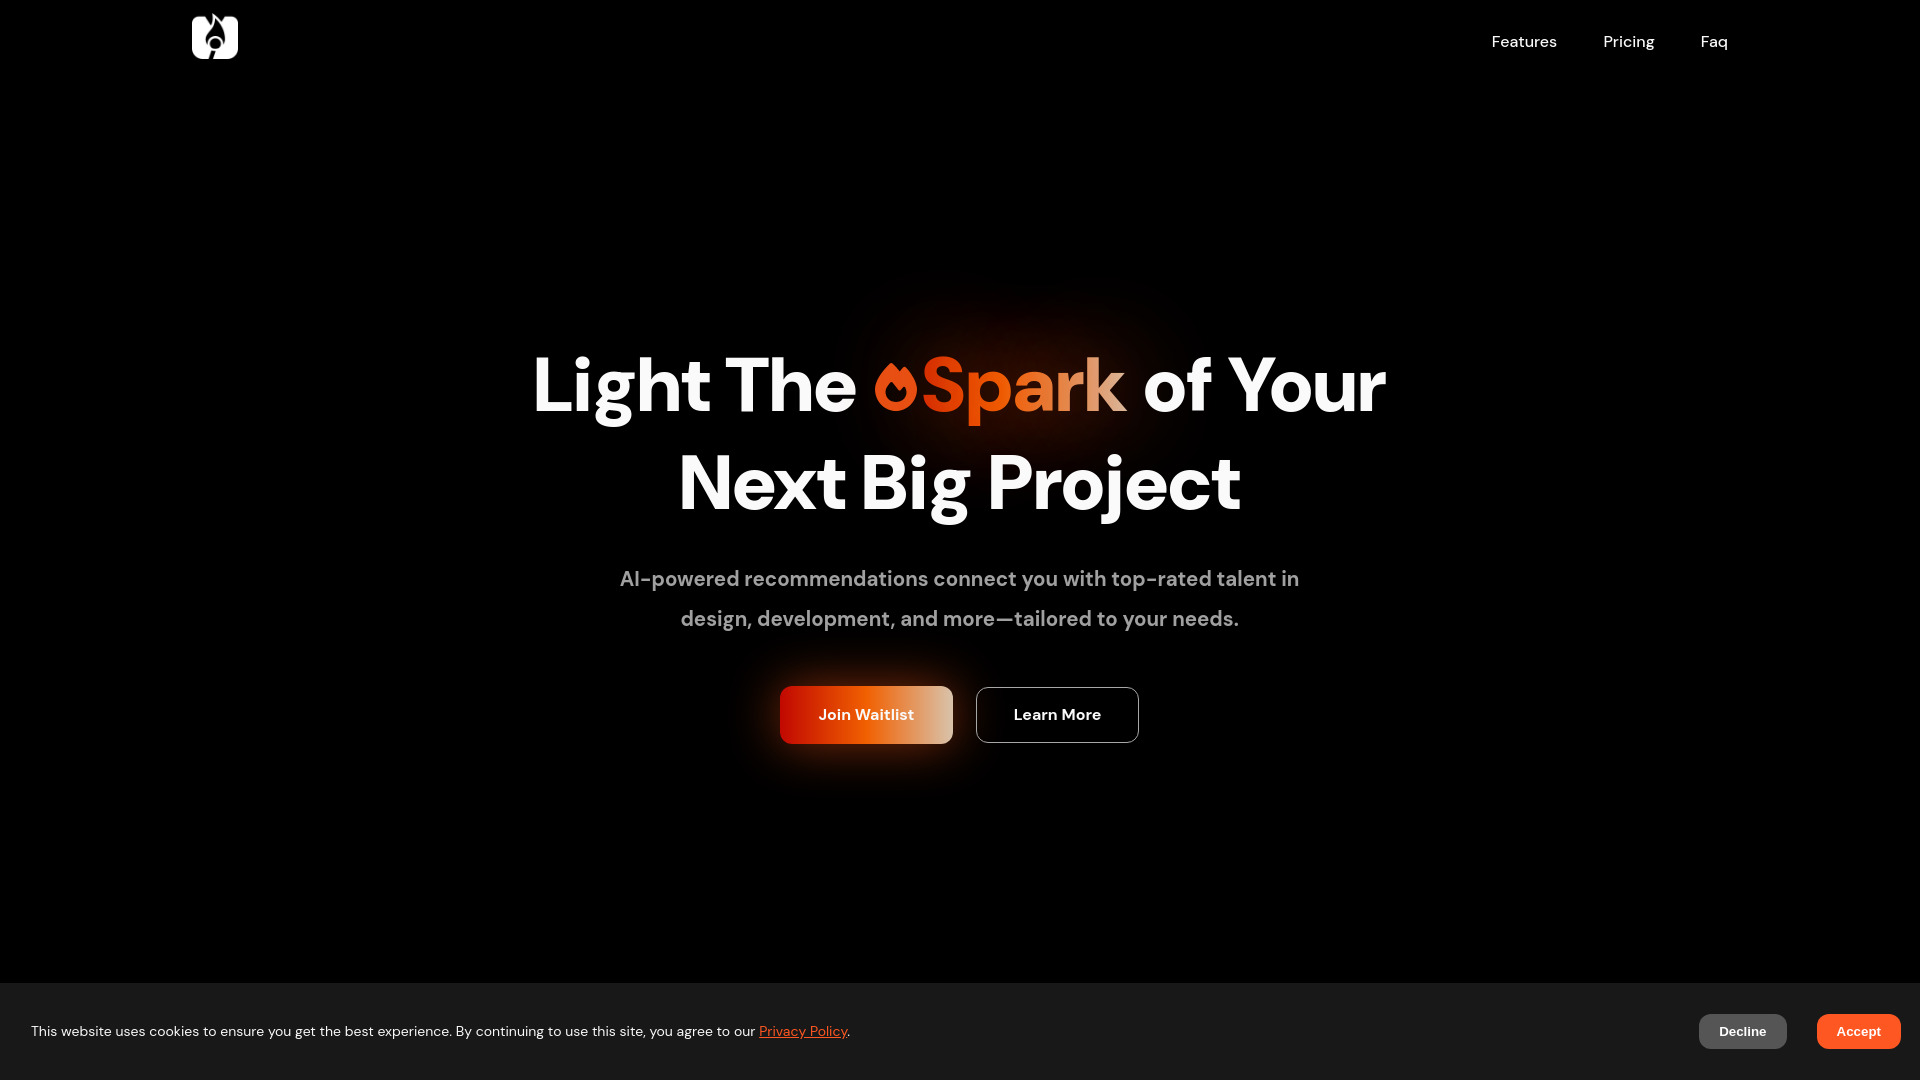 Features Pricing Faq
Light The Spark of Your
Next Big Project
AI-powered recommendations connect you with top-rated talent in
design, development, and more—tailored to your needs.
Join Waitlist Learn More
This website uses cookies to ensure you get the best experience. By continuing to use this site, you agree to our Privacy Policy.
Decline Accept